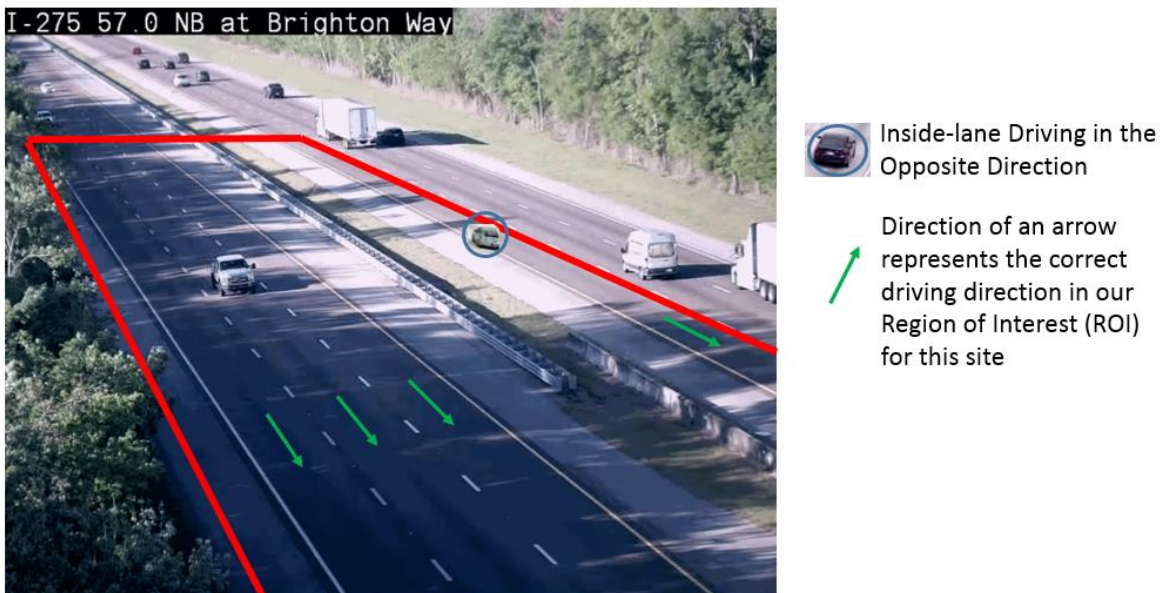 I-275 57.0 NB at Brighton Way
Inside-lane Driving in the
Opposite Direction
Direction of an arrow
represents the correct
driving direction in our
Region of Interest (ROI)
for this site